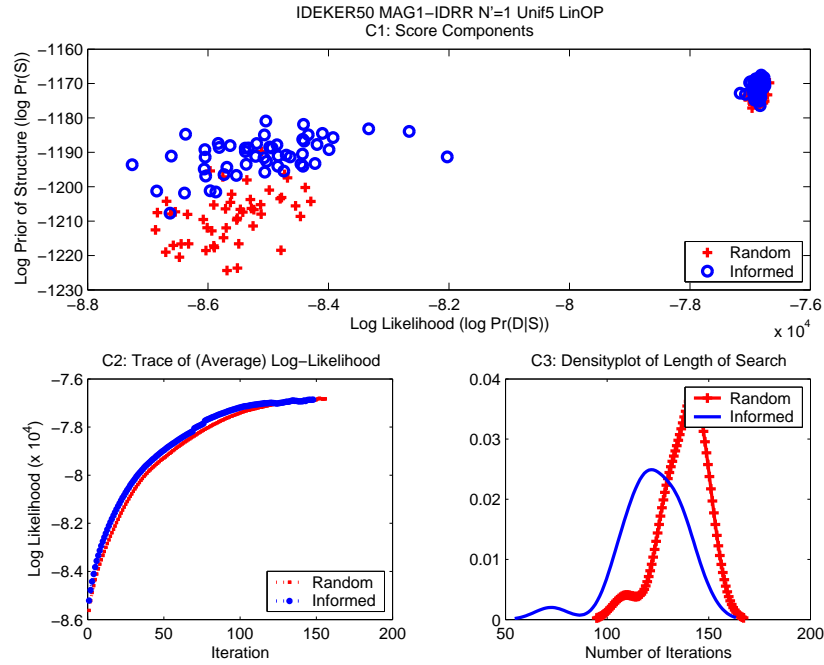 IDEKER50 MAG1−IDRR N'=1 Unif5 LinOP
C1: Score Components
Log Prior of Structure (log Pr(S))
−1160
−1170
−1180
−1190
−1200
−1210
−1220
−1230
Random
Informed
−8.8 −8.6 −8.4 −8.2 −8 −7.8 −7.6
Log Likelihood (log Pr(D|S))
x 10^4
C2: Trace of (Average) Log−Likelihood
Log Likelihood (x 10^4)
−7.6
−7.8
−8
−8.2
−8.4
−8.6
Random
Informed
0 50 100 150 200
Iteration
C3: Densityplot of Length of Search
0.04
0.03
0.02
0.01
0
Random
Informed
50 100 150 200
Number of Iterations